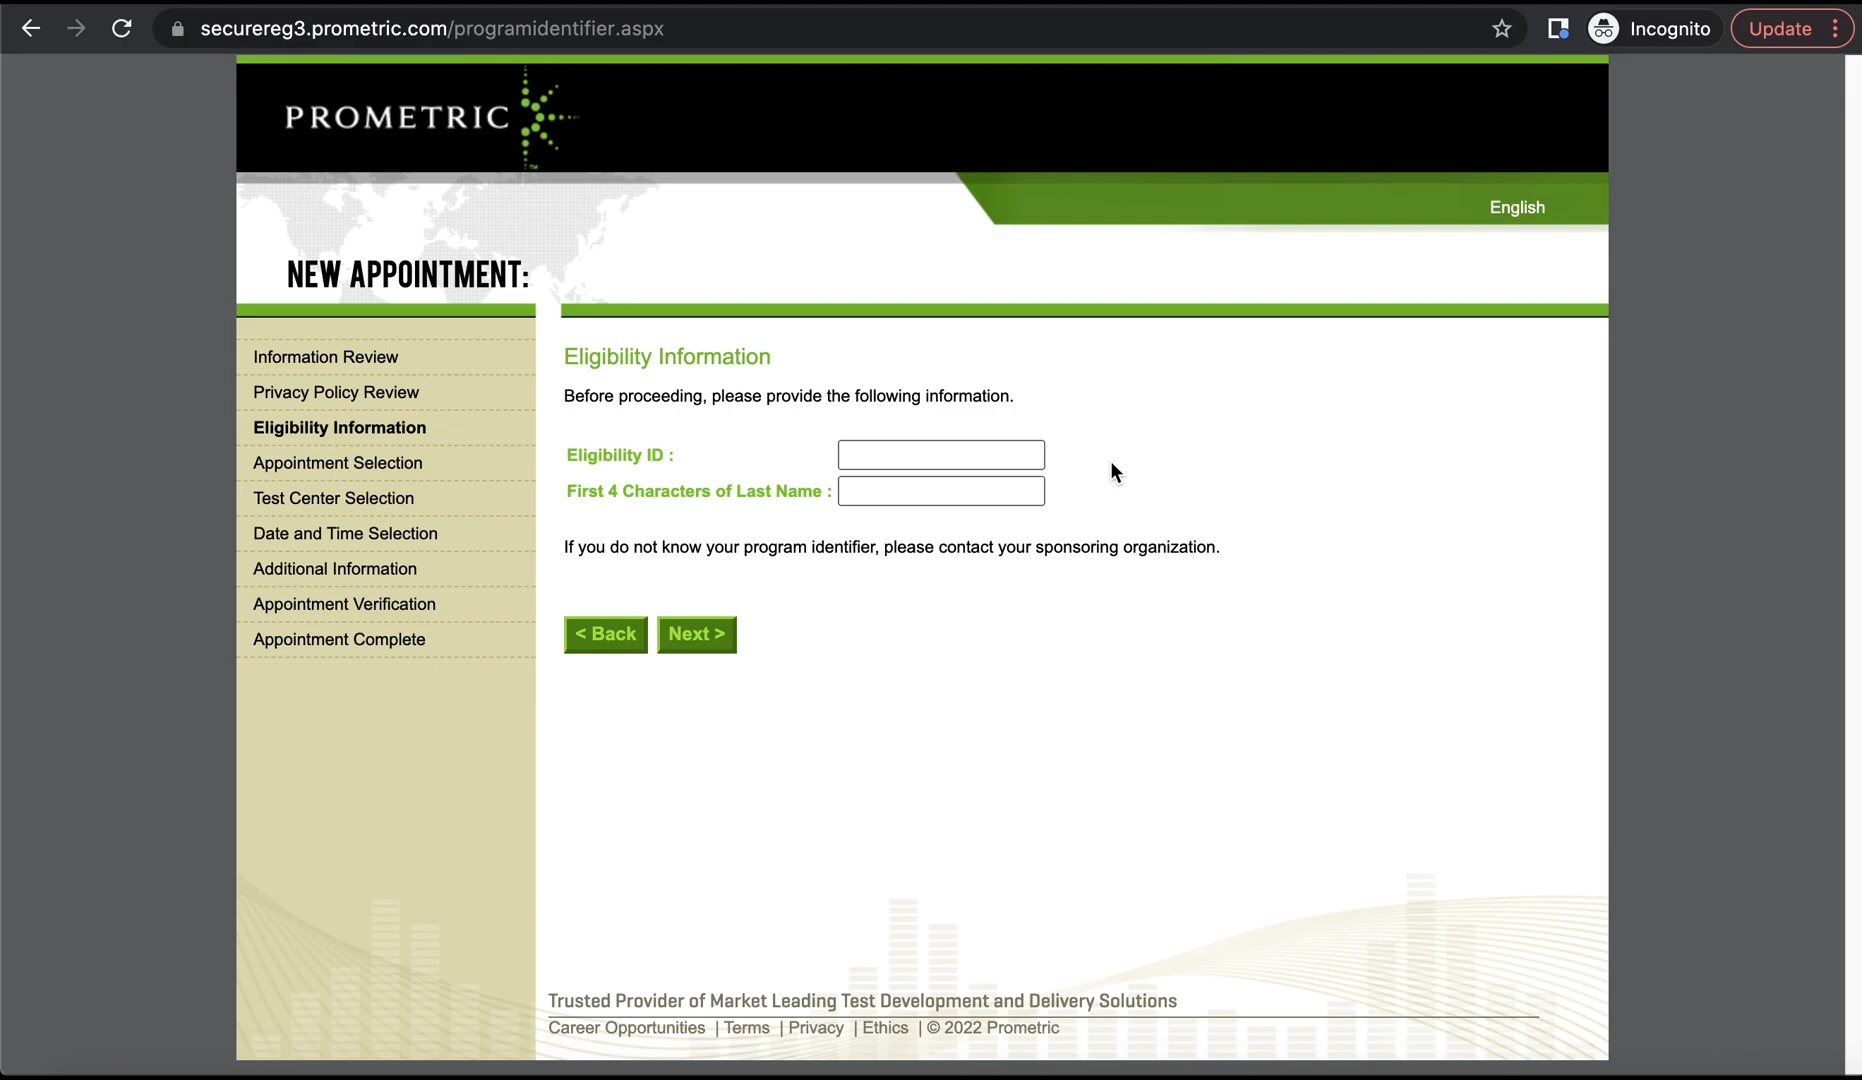 securereg3.prometric.com/programidentifier.aspx
Incognito
Update
PROMETRIC
TM
English
NEW APPOINTMENT:
Information Review
Privacy Policy Review
Eligibility Information
Appointment Selection
Test Center Selection
Date and Time Selection
Additional Information
Appointment Verification
Appointment Complete
Eligibility Information
Before proceeding, please provide the following information.
Eligibility ID :
First 4 Characters of Last Name :
If you do not know your program identifier, please contact your sponsoring organization.
< Back Next >
Trusted Provider of Market Leading Test Development and Delivery Solutions
Career Opportunities | Terms | Privacy | Ethics | © 2022 Prometric